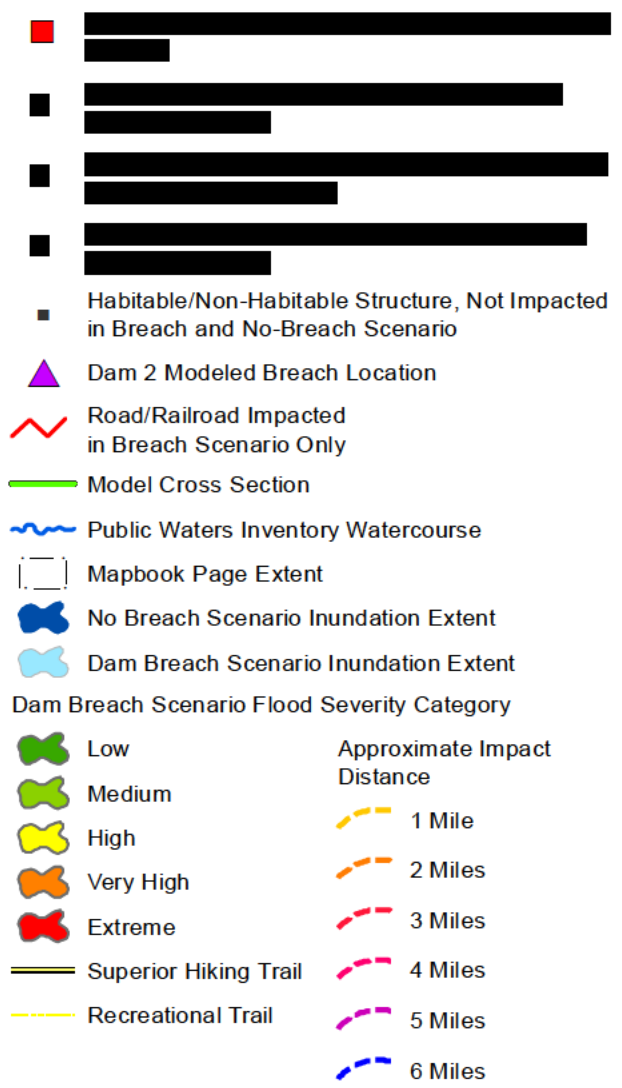 Habitable/Non-Habitable Structure, Not Impacted
in Breach and No-Breach Scenario
Dam 2 Modeled Breach Location
Road/Railroad Impacted
in Breach Scenario Only
Model Cross Section
Public Waters Inventory Watercourse
Mapbook Page Extent
No Breach Scenario Inundation Extent
Dam Breach Scenario Inundation Extent
Dam Breach Scenario Flood Severity Category
Low
Medium
High
Very High
Extreme
Superior Hiking Trail
Recreational Trail
Approximate Impact
Distance
1 Mile
2 Miles
3 Miles
4 Miles
5 Miles
6 Miles